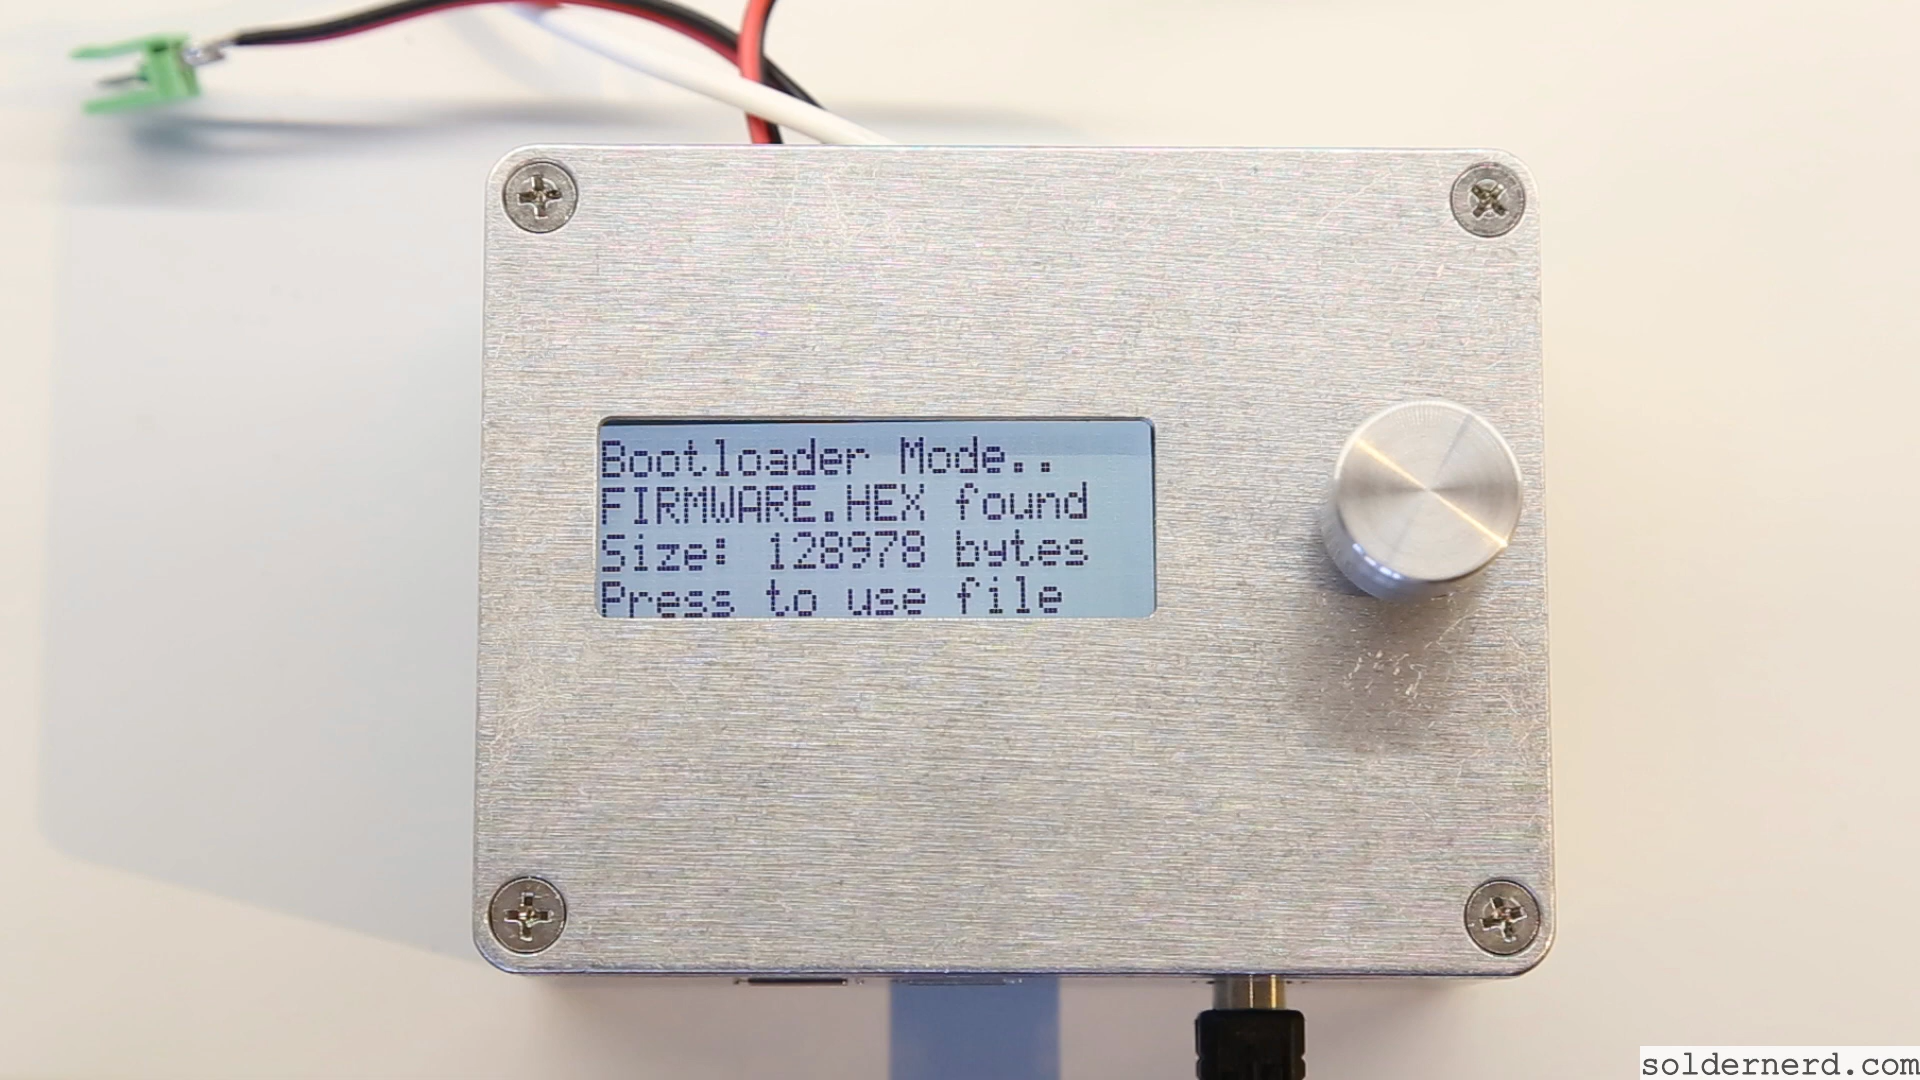 Bootloader Mode..
FIRMWARE.HEX found
Size: 128978 bytes
Press to use file
soldernerd.com